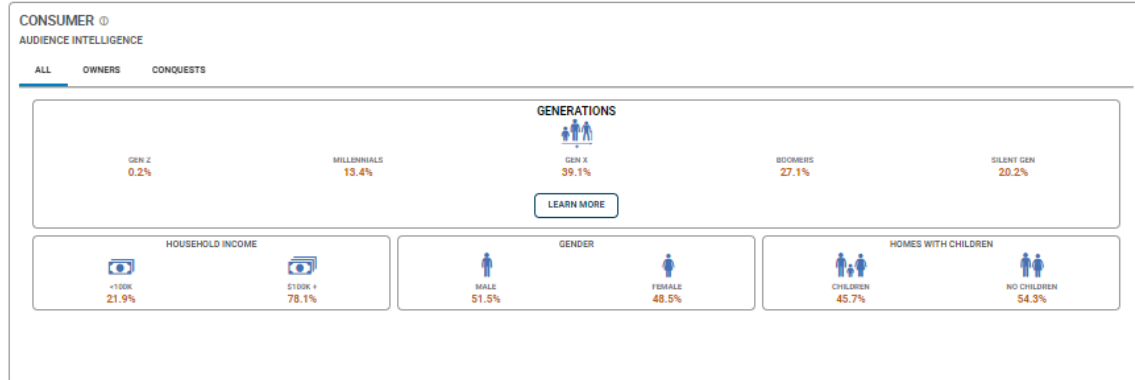 CONSUMER ⓘ
AUDIENCE INTELLIGENCE
ALL OWNERS CONQUESTS
GENERATIONS
GEN Z MILLENNIALS GEN X BOOMERS SILENT GEN
0.2% 13.4% 39.1% 27.1% 20.2%
LEARN MORE
HOUSEHOLD INCOME GENDER HOMES WITH CHILDREN
<100K $100K + MALE FEMALE CHILDREN NO CHILDREN
21.9% 78.1% 51.5% 48.5% 45.7% 54.3%